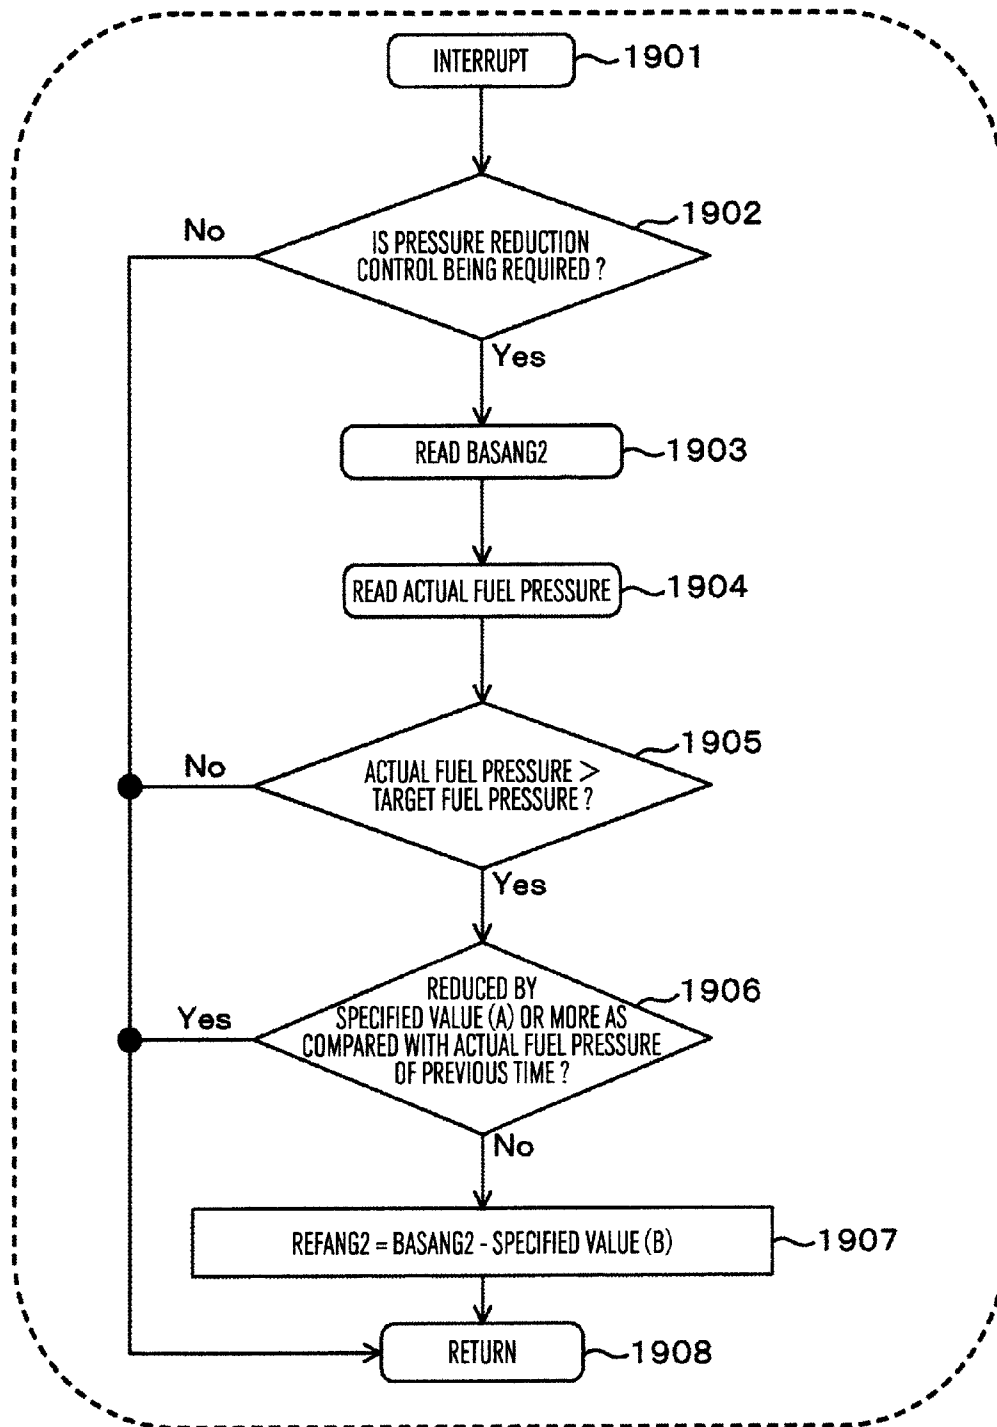 INTERRUPT
1901
1902
No
IS PRESSURE REDUCTION
CONTROL BEING REQUIRED ?
Yes
READ BASANG2
1903
READ ACTUAL FUEL PRESSURE
1904
1905
No
ACTUAL FUEL PRESSURE >
TARGET FUEL PRESSURE ?
Yes
1906
Yes
REDUCED BY
SPECIFIED VALUE (A) OR MORE AS
COMPARED WITH ACTUAL FUEL PRESSURE
OF PREVIOUS TIME ?
No
REFANG2 = BASANG2 - SPECIFIED VALUE (B)
1907
RETURN
1908